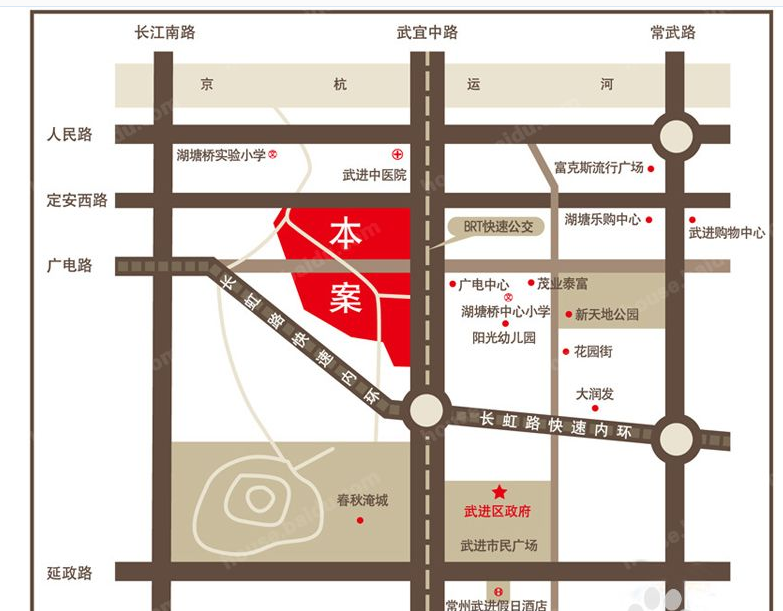 长江南路 武宜中路 常武路
京 杭 运 河
人民路
湖塘桥实验小学
武进中医院
富克斯流行广场
定安西路
本
湖塘乐购中心
武进购物中心
BRT快速公交
广电路
案
广电中心
茂业泰富
湖塘桥中心小学
新天地公园
阳光幼儿园
花园街
长虹路快速内环
大润发
长虹路快速内环
春秋淹城
武进区政府
武进市民广场
延政路
常州武进假日酒店